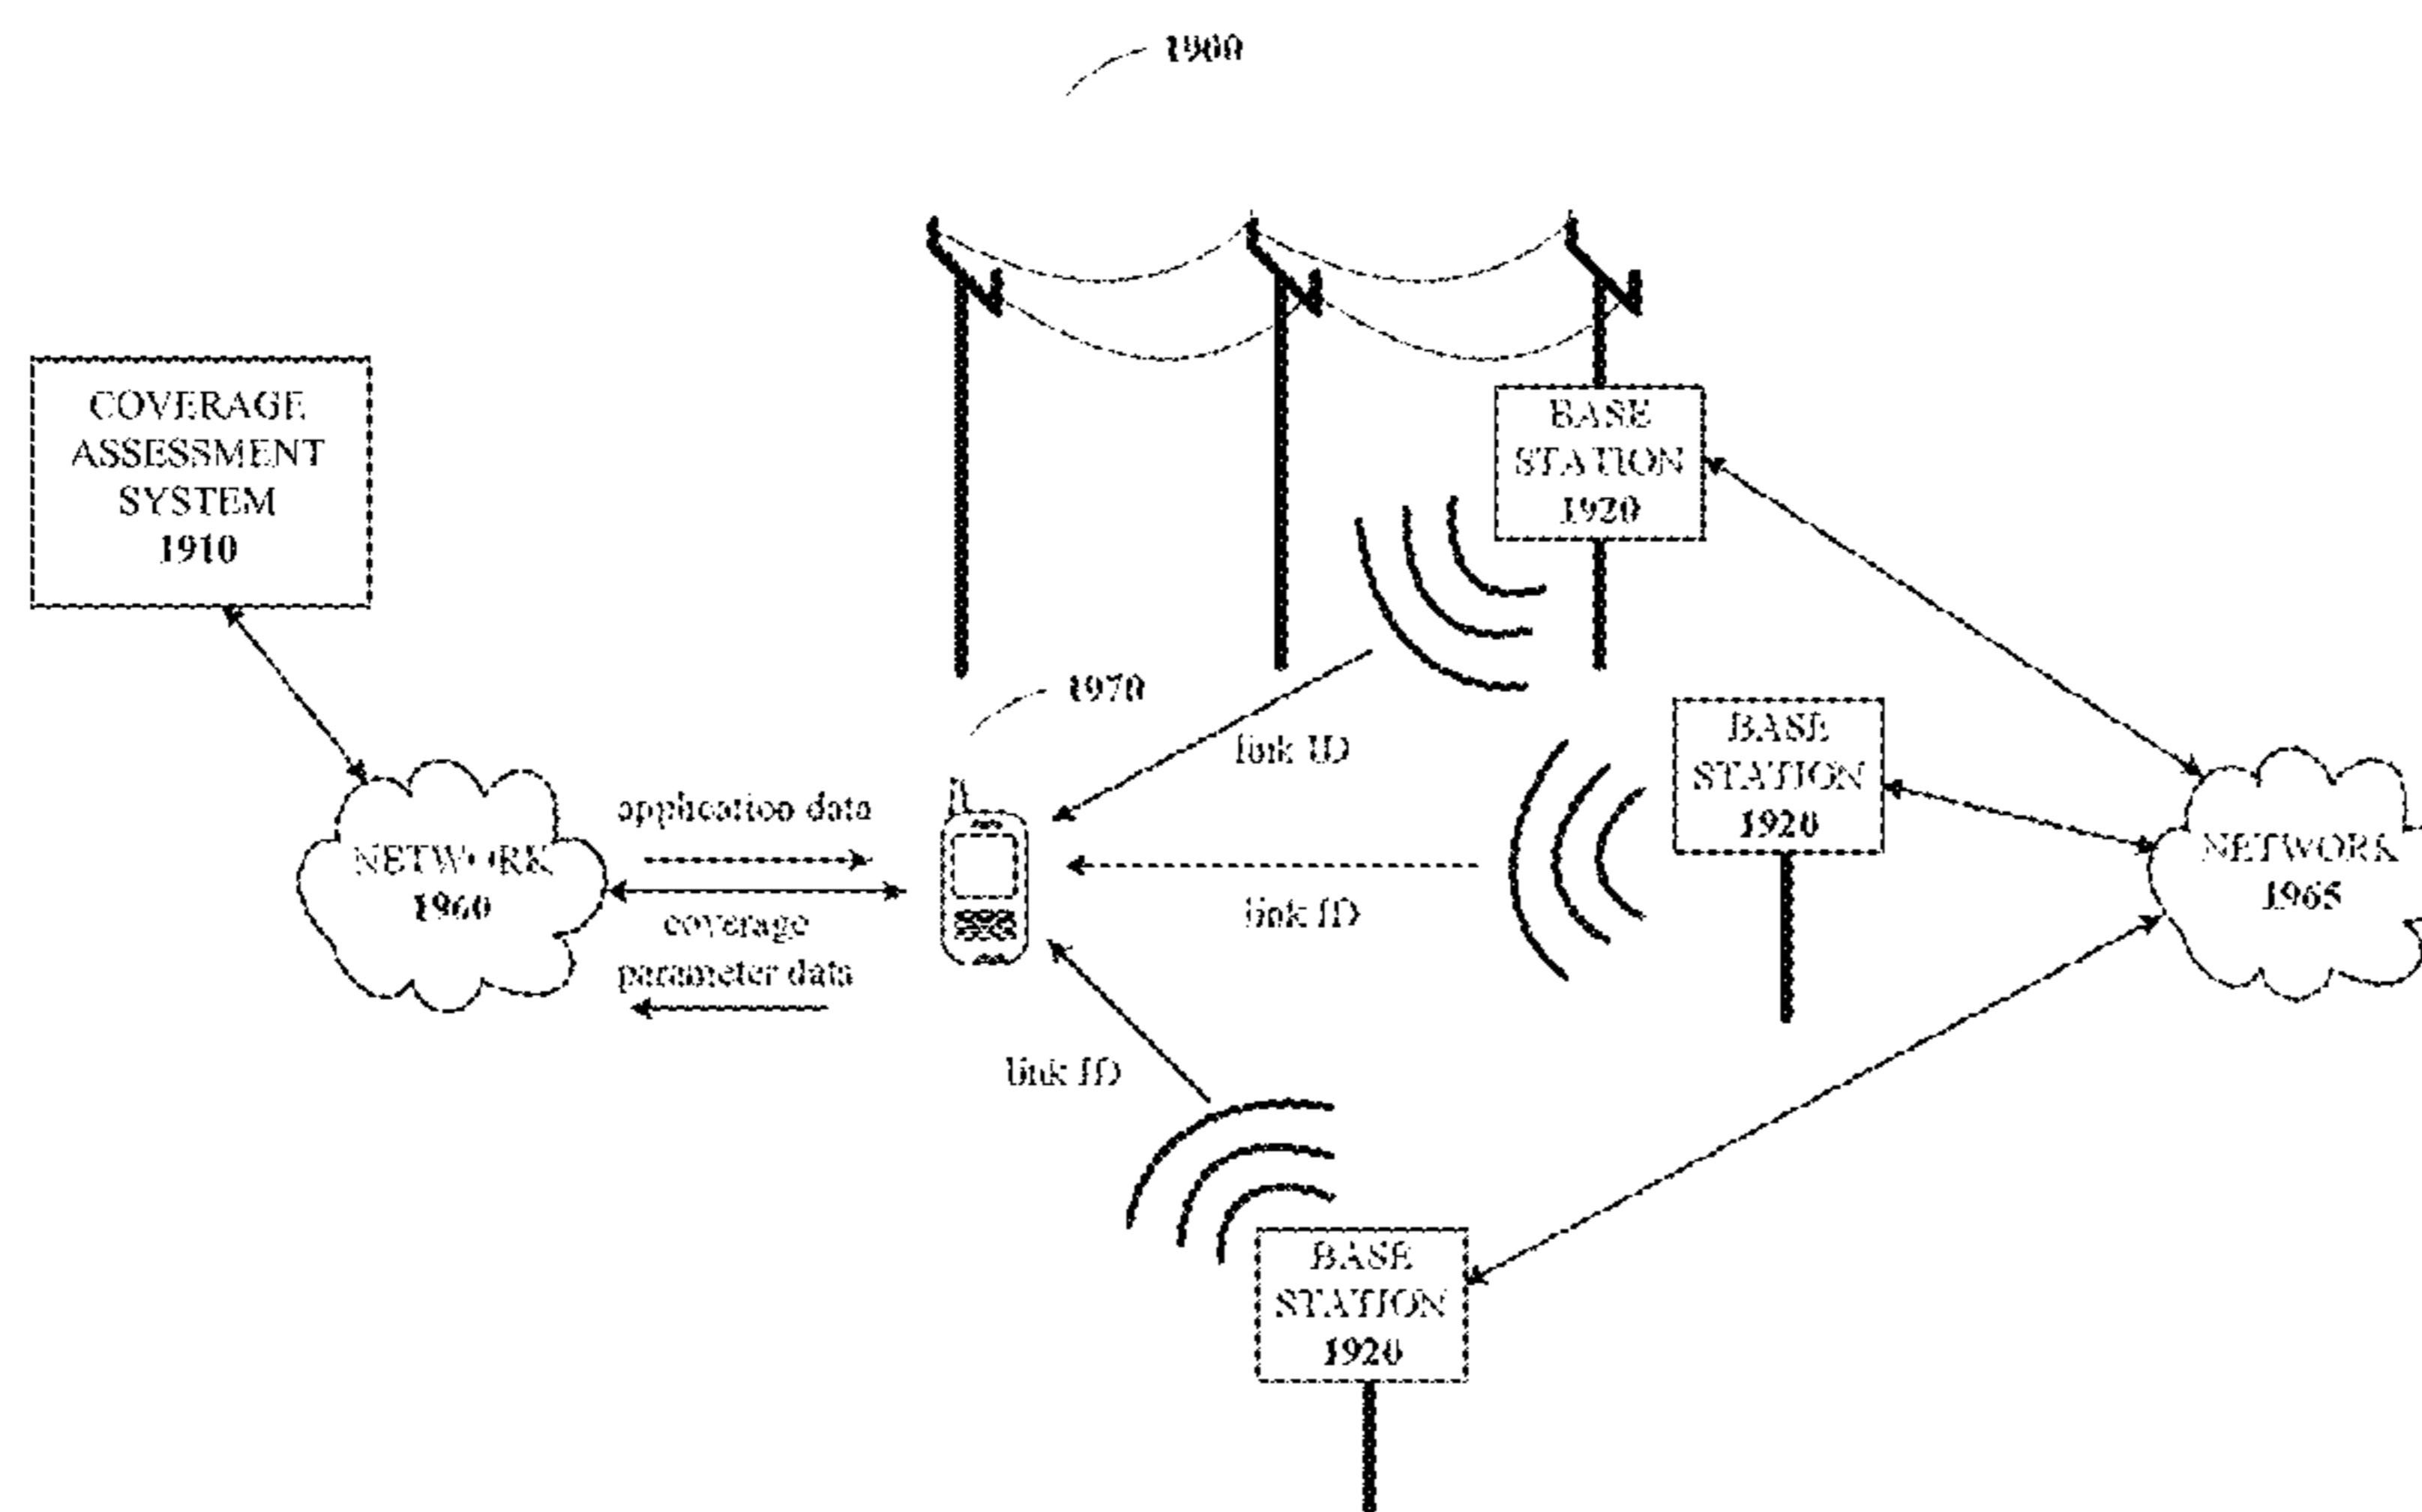 1900
COVERAGE
ASSESSMENT
SYSTEM
1910
BASE
STATION
1920
1970
link ID
BASE
STATION
1920
application data
NETWORK
1960
coverage
parameter data
link ID
NETWORK
1965
link ID
BASE
STATION
1920